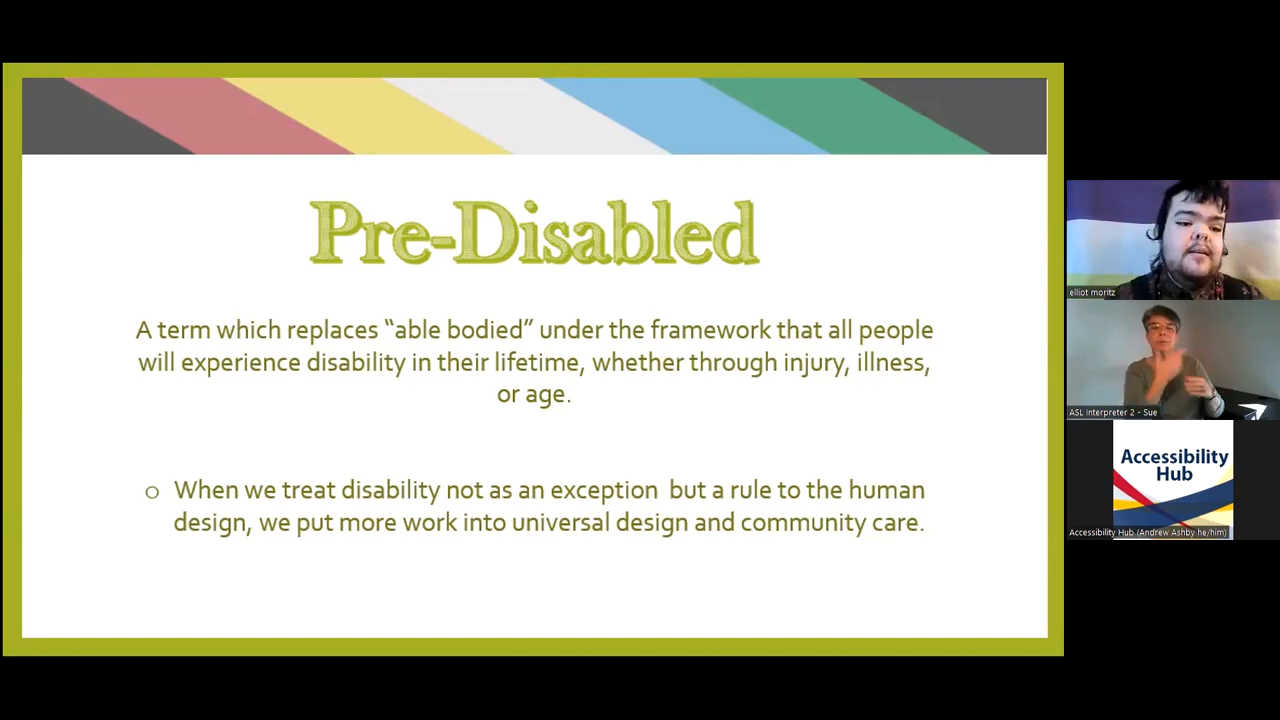 Pre-Disabled
A term which replaces “able bodied” under the framework that all people
will experience disability in their lifetime, whether through injury, illness,
or age.
o When we treat disability not as an exception  but a rule to the human
design, we put more work into universal design and community care.
elliot moritz
ASL Interpreter 2 - Sue
Accessibility
Hub
Accessibility Hub (Andrew Ashby he/him)